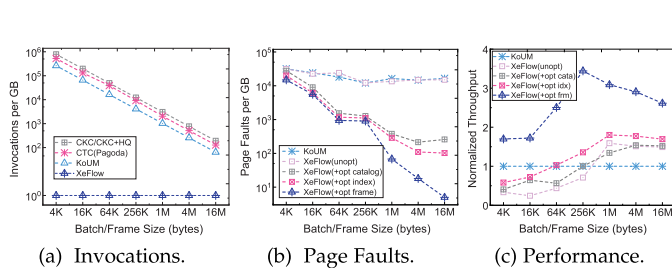 10^6
10^5
10^4
10^3
10^2
10^0
Invocations per GB
CKC/CKC+HQ
CTC(Pagoda)
KoUM
XeFlow
4K 16K 64K 256K 1M 4M 16M
Batch/Frame Size (bytes)
(a) Invocations.
10^5
10^4
10^3
10^2
10^1
Page Faults per GB
KoUM
XeFlow(unopt)
XeFlow(+opt catalog)
XeFlow(+opt index)
XeFlow(+opt frame)
4K 16K 64K 256K 1M 4M 16M
Batch/Frame Size (bytes)
(b) Page Faults.
4
3
2
1
0
Normalized Throughput
KoUM
XeFlow(unopt)
XeFlow(+opt cata)
XeFlow(+opt idx)
XeFlow(+opt frm)
4K 16K 64K 256K 1M 4M 16M
Batch/Frame Size (bytes)
(c) Performance.